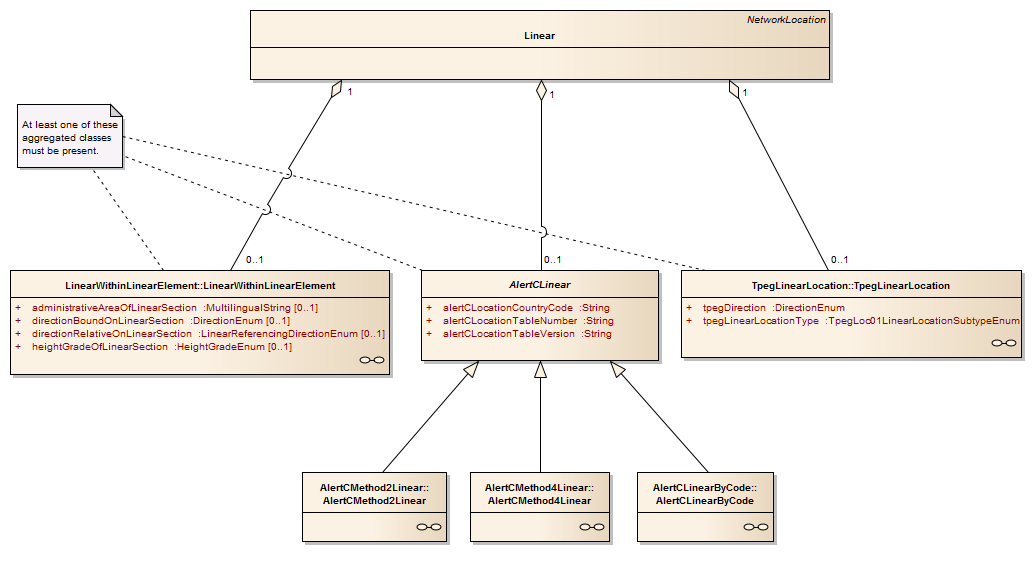 NetworkLocation
Linear
1
1
1
At least one of these
aggregated classes
must be present.
0..1
0..1
0..1
LinearWithinLinearElement::LinearWithinLinearElement
+ administrativeAreaOfLinearSection :MultilingualString [0..1]
+ directionBoundOnLinearSection :DirectionEnum [0..1]
+ directionRelativeOnLinearSection :LinearReferencingDirectionEnum [0..1]
+ heightGradeOfLinearSection :HeightGradeEnum [0..1]
AlertCLinear
+ alertCLocationCountryCode :String
+ alertCLocationTableNumber :String
+ alertCLocationTableVersion :String
TpegLinearLocation::TpegLinearLocation
+ tpegDirection :DirectionEnum
+ tpegLinearLocationType :TpegLoc01LinearLocationSubtypeEnum
AlertCMethod2Linear::
AlertCMethod2Linear
AlertCMethod4Linear::
AlertCMethod4Linear
AlertCLinearByCode::
AlertCLinearByCode